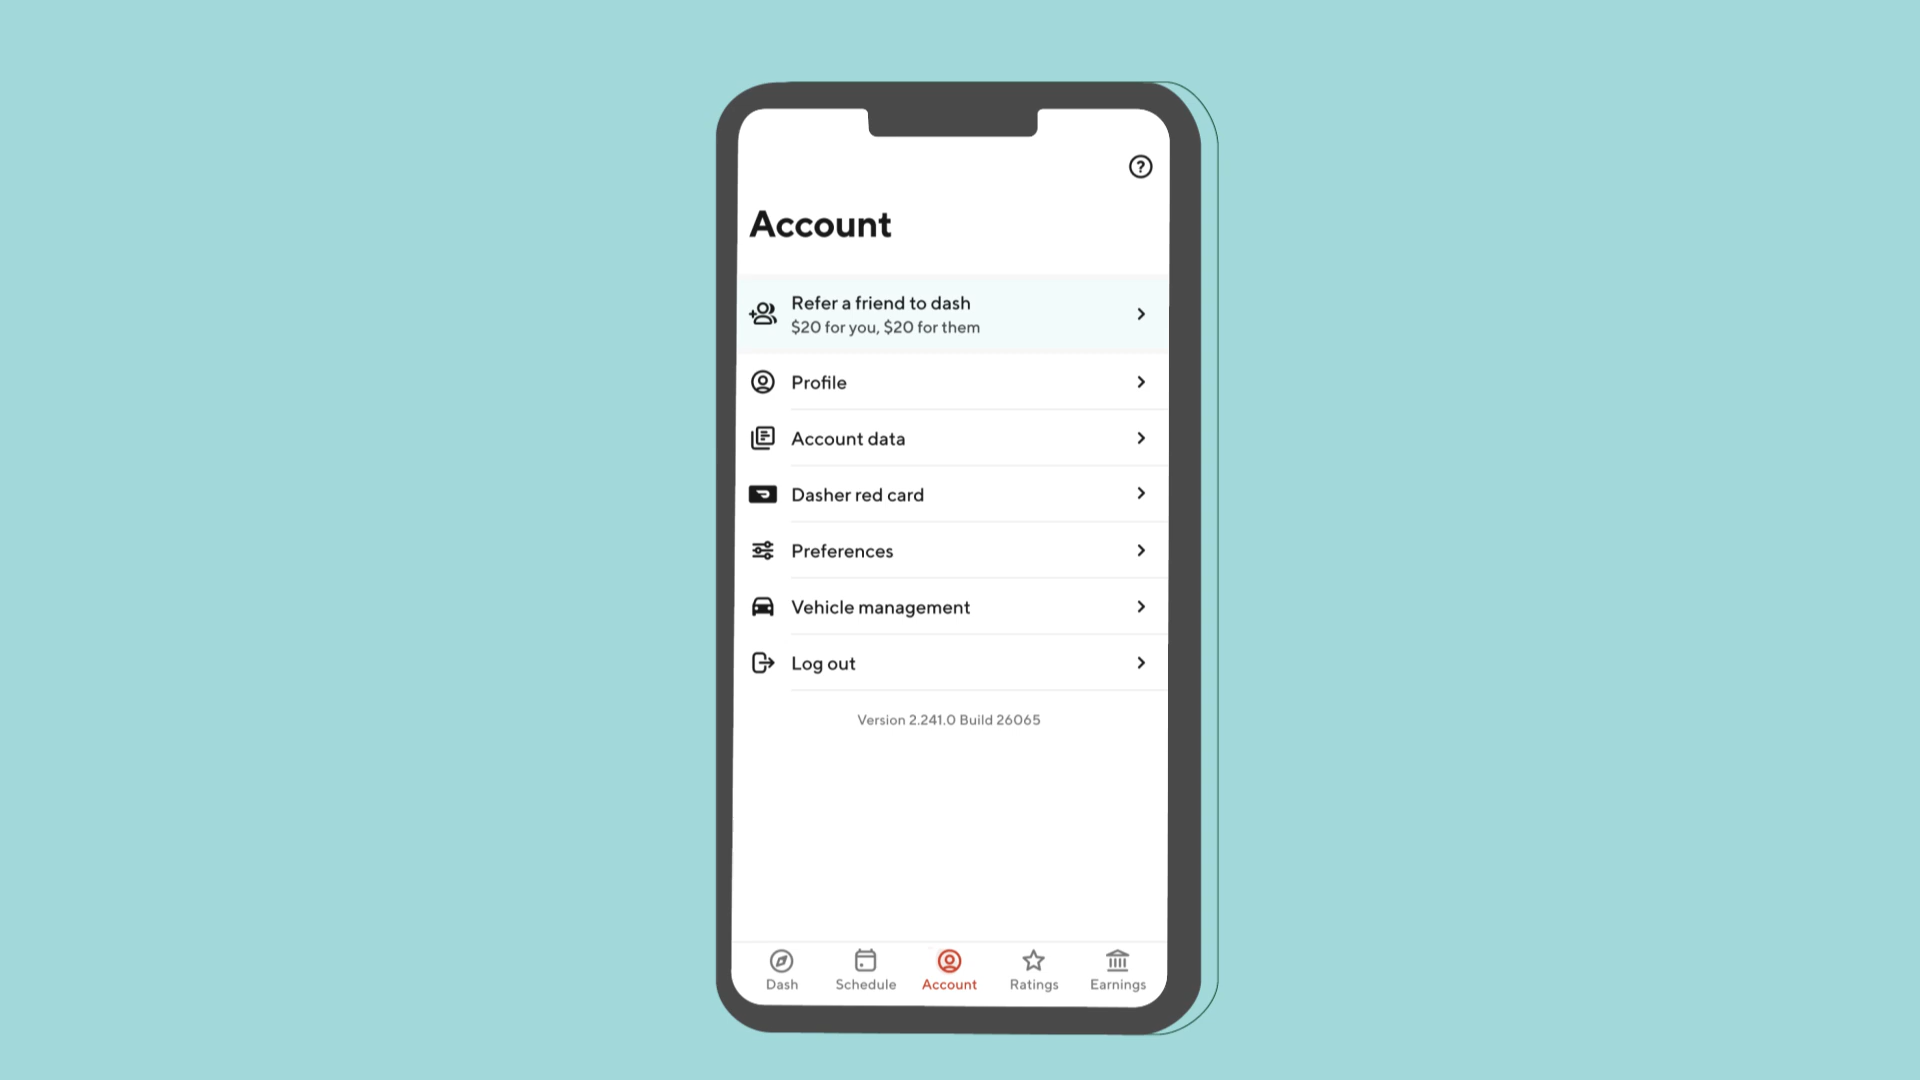 Account
Refer a friend to dash
$20 for you, $20 for them
Profile
Account data
Dasher red card
Preferences
Vehicle management
Log out
Version 2.241.0 Build 26065
Dash
Schedule
Account
Ratings
Earnings